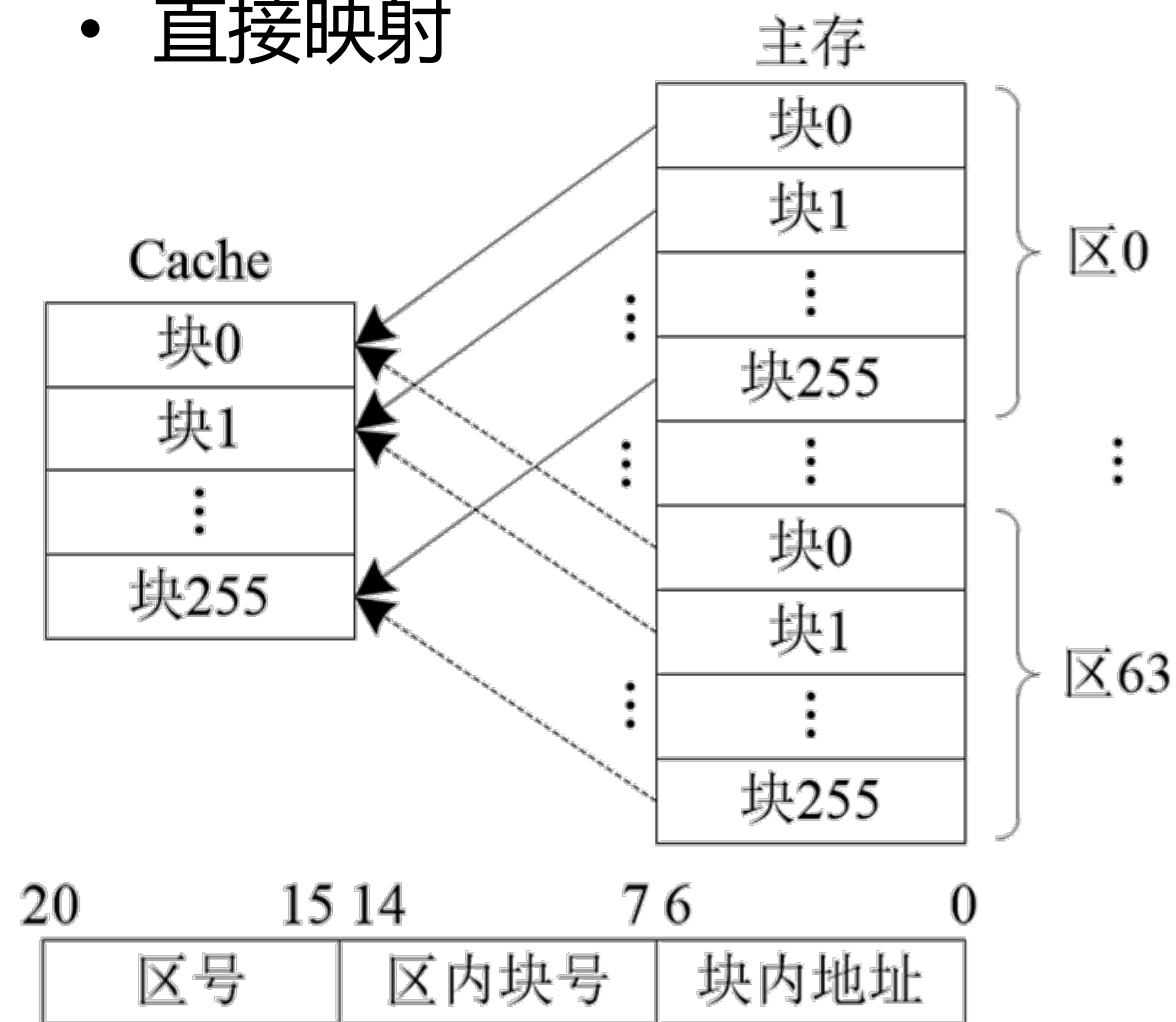 • 直接映射
主存
块0
块1
⋮
块255
⋮
块0
块1
⋮
块255
区0
⋮
区63
Cache
块0
块1
⋮
块255
⋮
⋮
⋮
20 15 14 7 6 0
区号 区内块号 块内地址